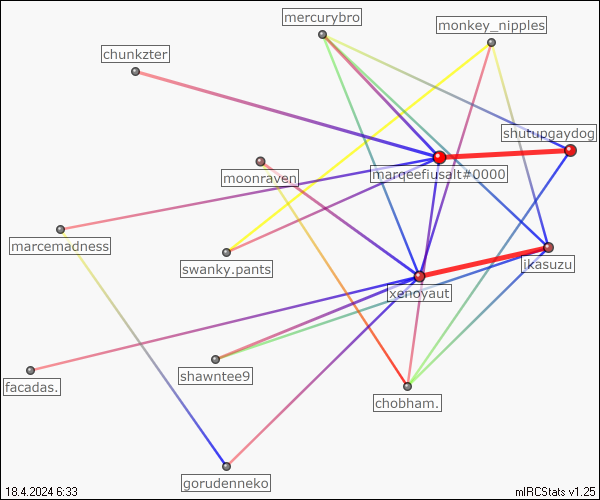 mercurybro
monkey_nipples
chunkzter
shutupgaydog
marqeefiusalt#0000
moonraven
marcemadness
swanky.pants
ikasuzu
xenoyaut
shawntee9
facadas.
chobham.
gorudenneko
18.4.2024 6:33
mIRCStats v1.25